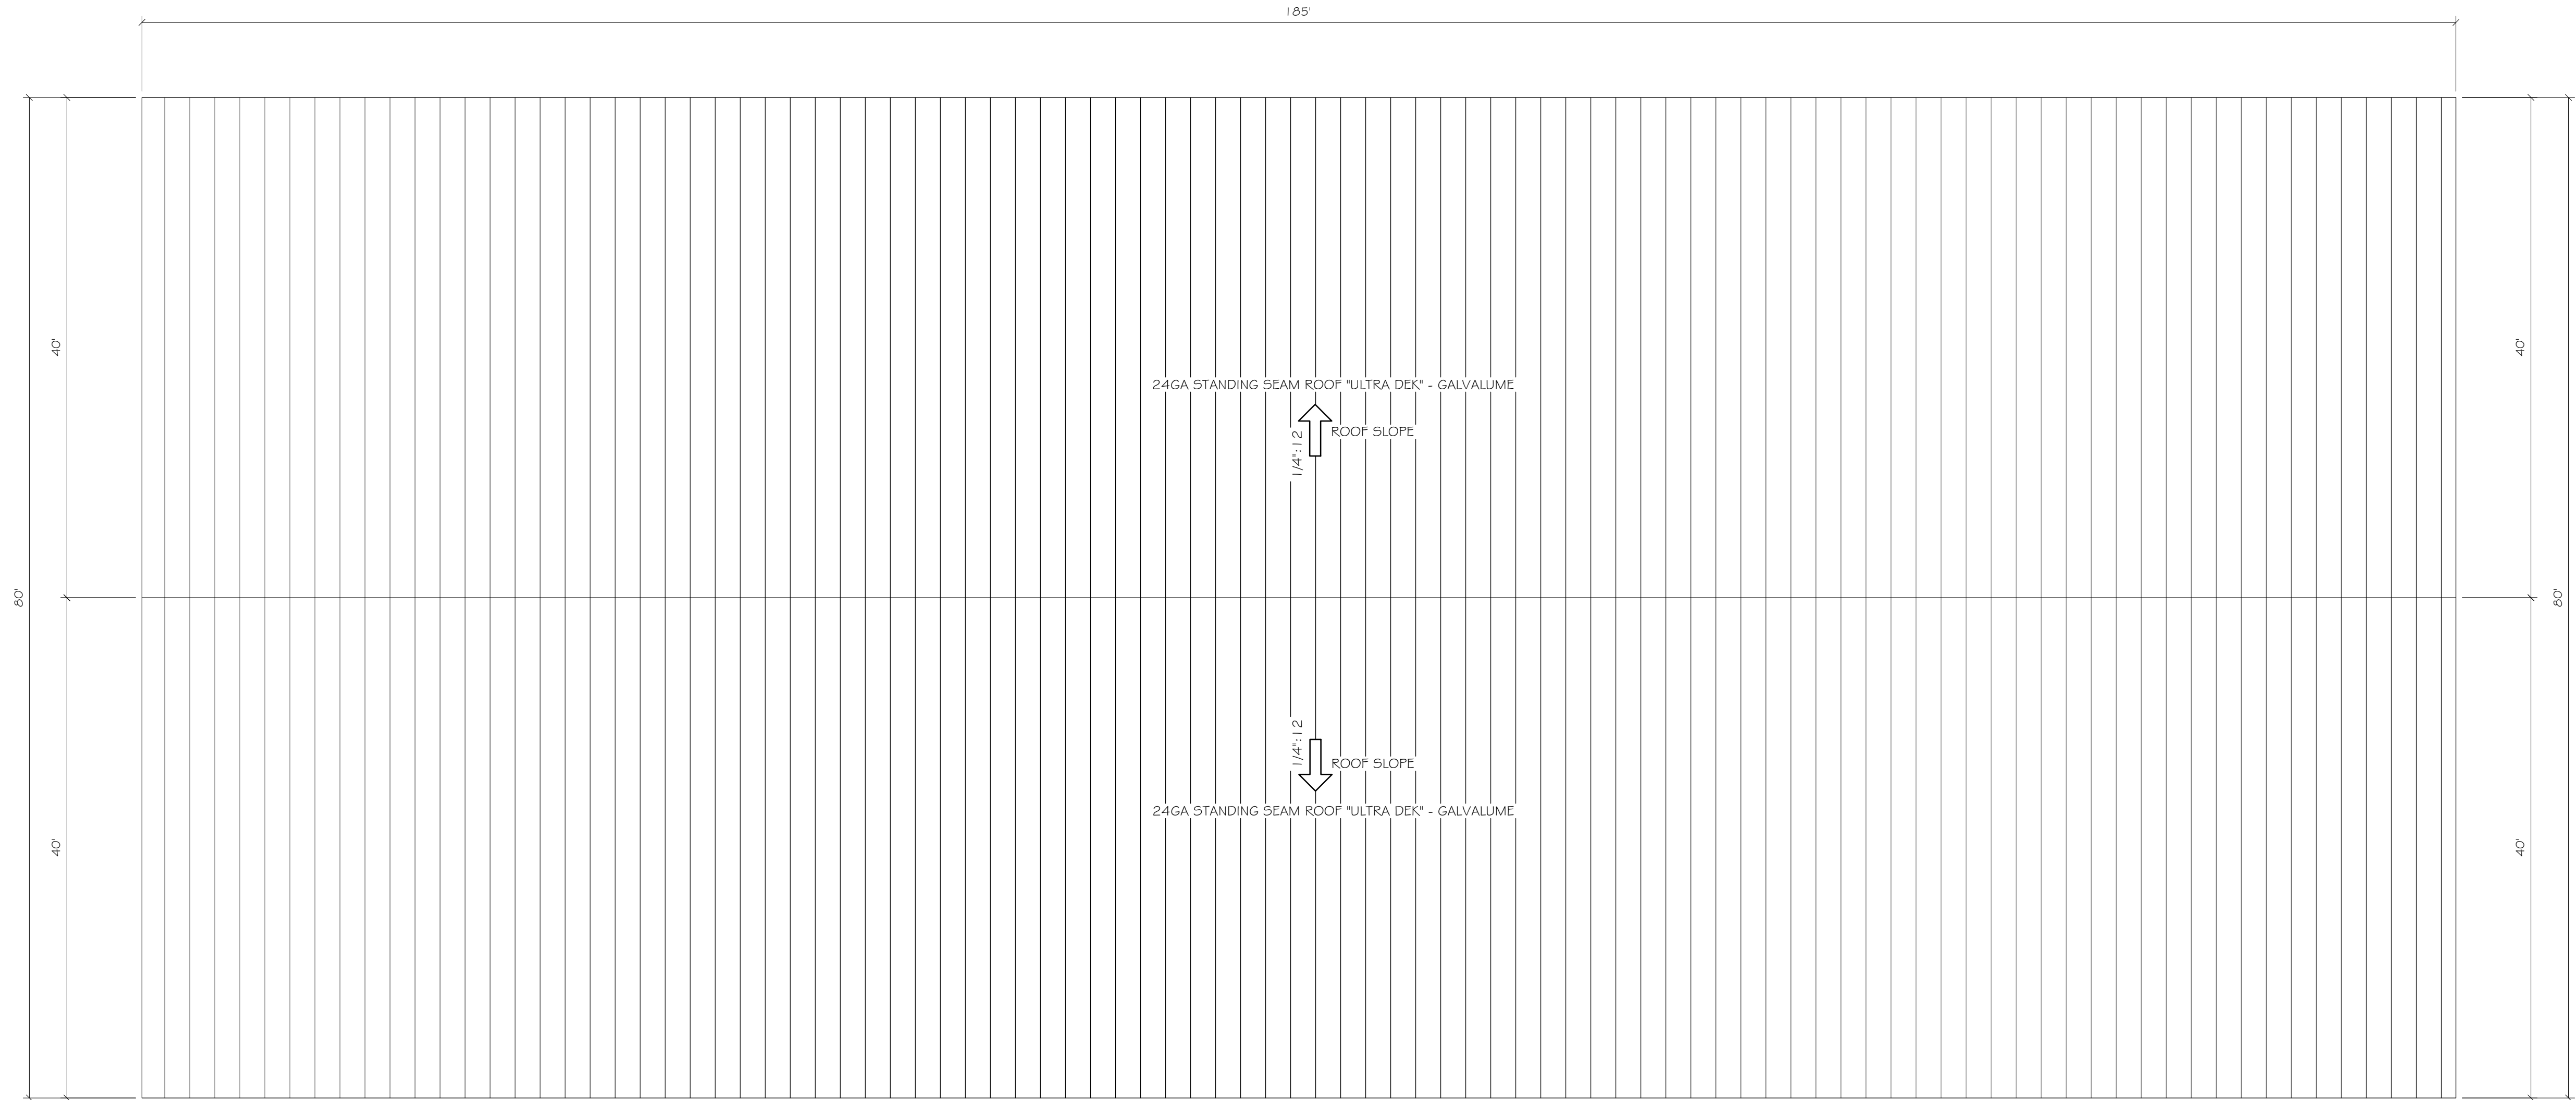 185'
40'
40'
24GA STANDING SEAM ROOF "ULTRA DEK" - GALVALUME
ROOF SLOPE
1/4":12
80'
80'
1/4":12
ROOF SLOPE
24GA STANDING SEAM ROOF "ULTRA DEK" - GALVALUME
40'
40'